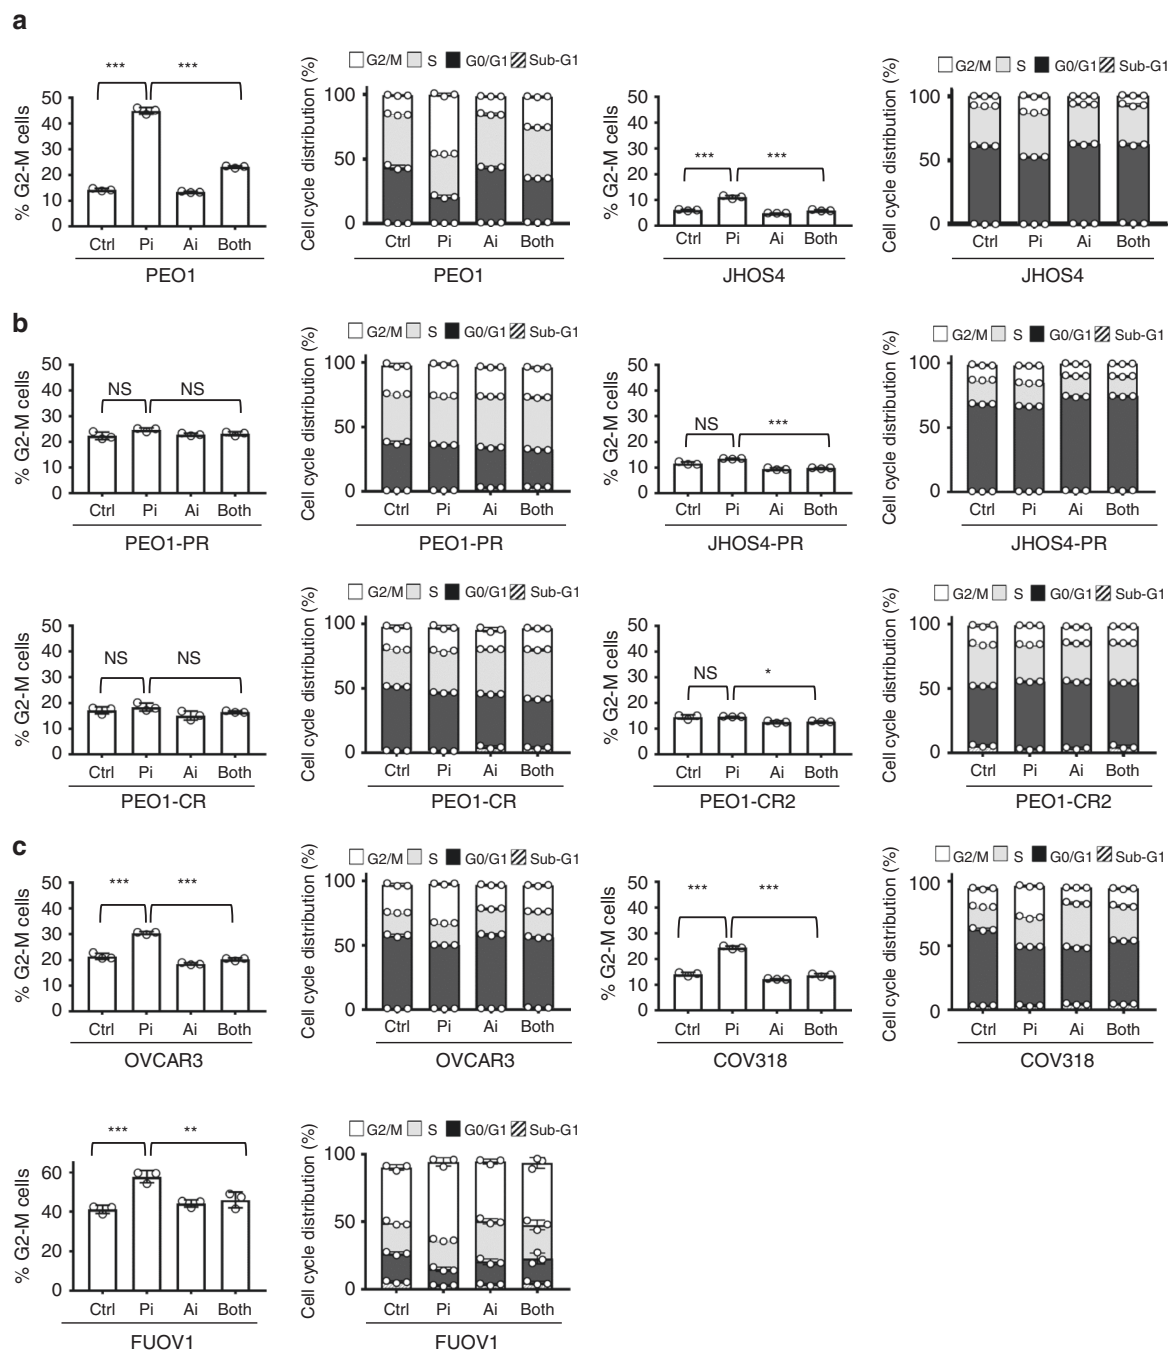 a
G2/M S G0/G1 Sub-G1
G2/M S G0/G1 Sub-G1
*** ***
% G2-M cells
50
40
30
20
10
0
Ctrl Pi Ai Both
PEO1
Cell cycle distribution (%)
100
50
0
Ctrl Pi Ai Both
PEO1
*** ***
% G2-M cells
50
40
30
20
10
0
Ctrl Pi Ai Both
JHOS4
Cell cycle distribution (%)
100
50
0
Ctrl Pi Ai Both
JHOS4
b
G2/M S G0/G1 Sub-G1
G2/M S G0/G1 Sub-G1
NS NS
% G2-M cells
50
40
30
20
10
0
Ctrl Pi Ai Both
PEO1-PR
Cell cycle distribution (%)
100
50
0
Ctrl Pi Ai Both
PEO1-PR
NS ***
% G2-M cells
50
40
30
20
10
0
Ctrl Pi Ai Both
JHOS4-PR
Cell cycle distribution (%)
100
50
0
Ctrl Pi Ai Both
JHOS4-PR
G2/M S G0/G1 Sub-G1
G2/M S G0/G1 Sub-G1
NS NS
% G2-M cells
50
40
30
20
10
0
Ctrl Pi Ai Both
PEO1-CR
Cell cycle distribution (%)
100
50
0
Ctrl Pi Ai Both
PEO1-CR
NS *
% G2-M cells
50
40
30
20
10
0
Ctrl Pi Ai Both
PEO1-CR2
Cell cycle distribution (%)
100
50
0
Ctrl Pi Ai Both
PEO1-CR2
c
G2/M S G0/G1 Sub-G1
G2/M S G0/G1 Sub-G1
*** ***
% G2-M cells
50
40
30
20
10
0
Ctrl Pi Ai Both
OVCAR3
Cell cycle distribution (%)
100
50
0
Ctrl Pi Ai Both
OVCAR3
*** ***
% G2-M cells
50
40
30
20
10
0
Ctrl Pi Ai Both
COV318
Cell cycle distribution (%)
100
50
0
Ctrl Pi Ai Both
COV318
G2/M S G0/G1 Sub-G1
*** **
% G2-M cells
60
40
20
0
Ctrl Pi Ai Both
FUOV1
Cell cycle distribution (%)
100
50
0
Ctrl Pi Ai Both
FUOV1